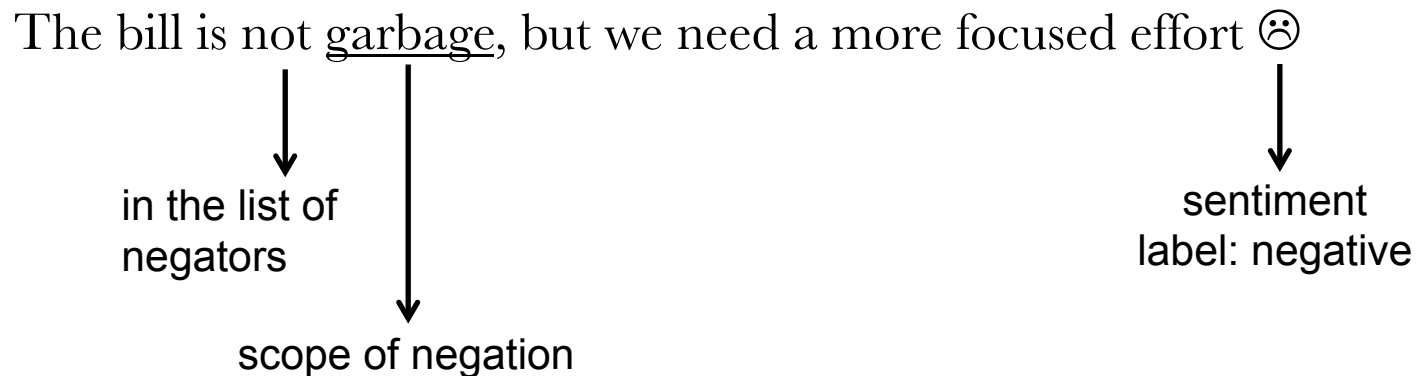 The bill is not garbage, but we need a more focused effort ☹
in the list of
negators
scope of negation
sentiment
label: negative